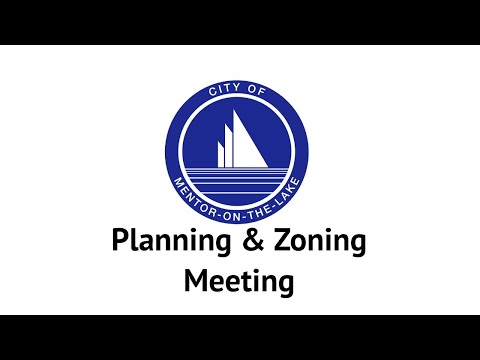 CITY OF
MENTOR-ON-THE-LAKE
Planning & Zoning
Meeting